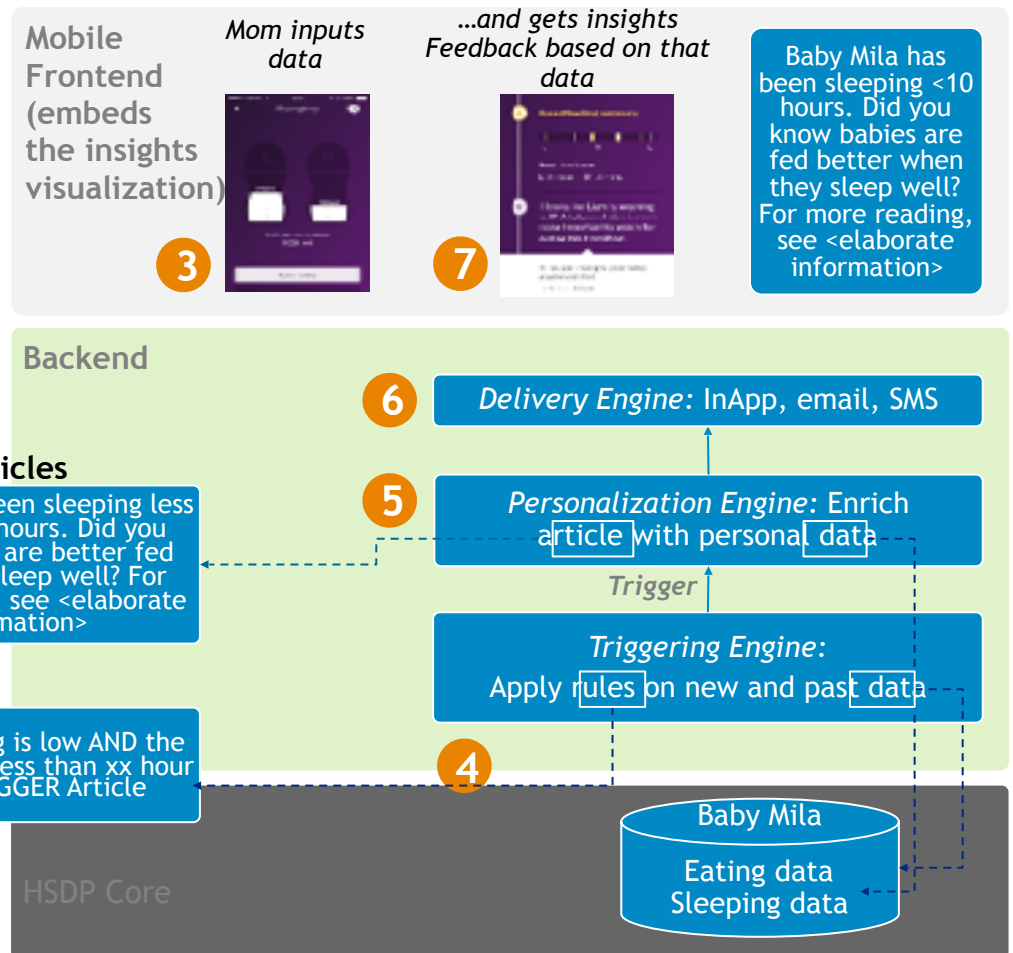 Mobile
Frontend
(embeds
the insights
visualization)
Mom inputs
data
…and gets insights
Feedback based on that
data
Baby Mila has
been sleeping <10
hours. Did you
know babies are
fed better when
they sleep well?
For more reading,
see <elaborate
information>
3
7
Backend
6
Delivery Engine: InApp, email, SMS
icles
5
Personalization Engine: Enrich
article with personal data
een sleeping less
hours. Did you
are better fed
leep well? For
see <elaborate
mation>
Trigger
Triggering Engine:
Apply rules on new and past data
g is low AND the
ess than xx hour
GGER Article
4
Baby Mila
Eating data
Sleeping data
HSDP Core